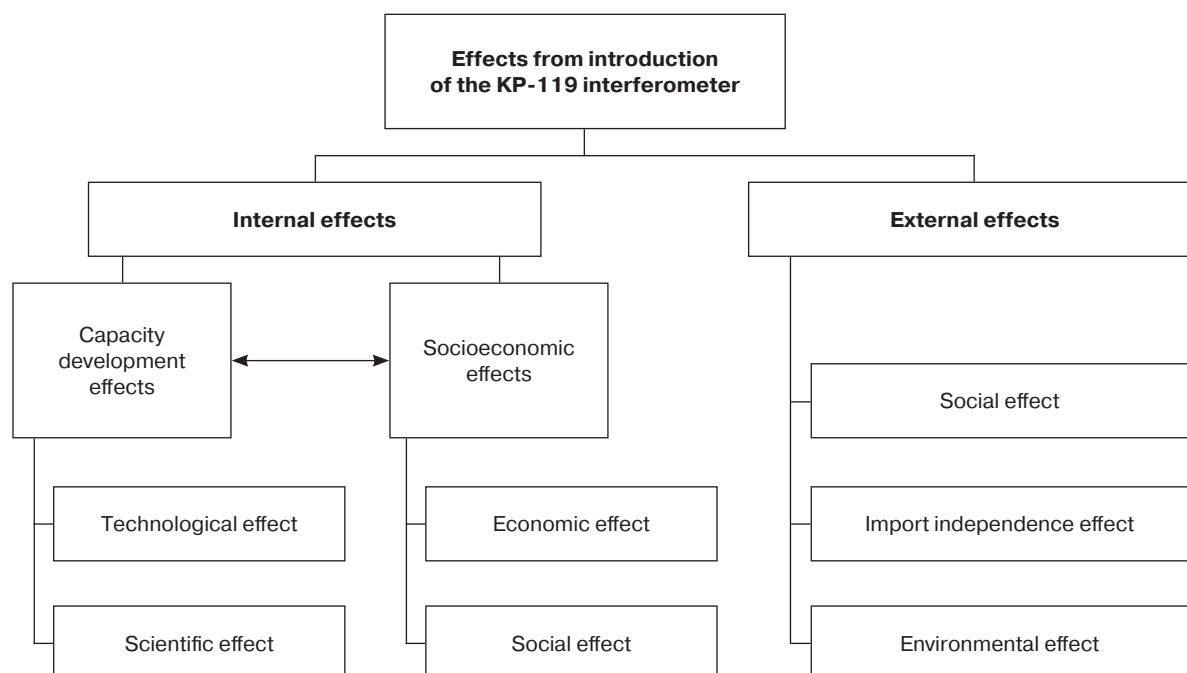 Effects from introduction
of the KP-119 interferometer
Internal effects
External effects
Capacity
development
effects
Socioeconomic
effects
Social effect
Technological effect
Economic effect
Import independence effect
Scientific effect
Social effect
Environmental effect